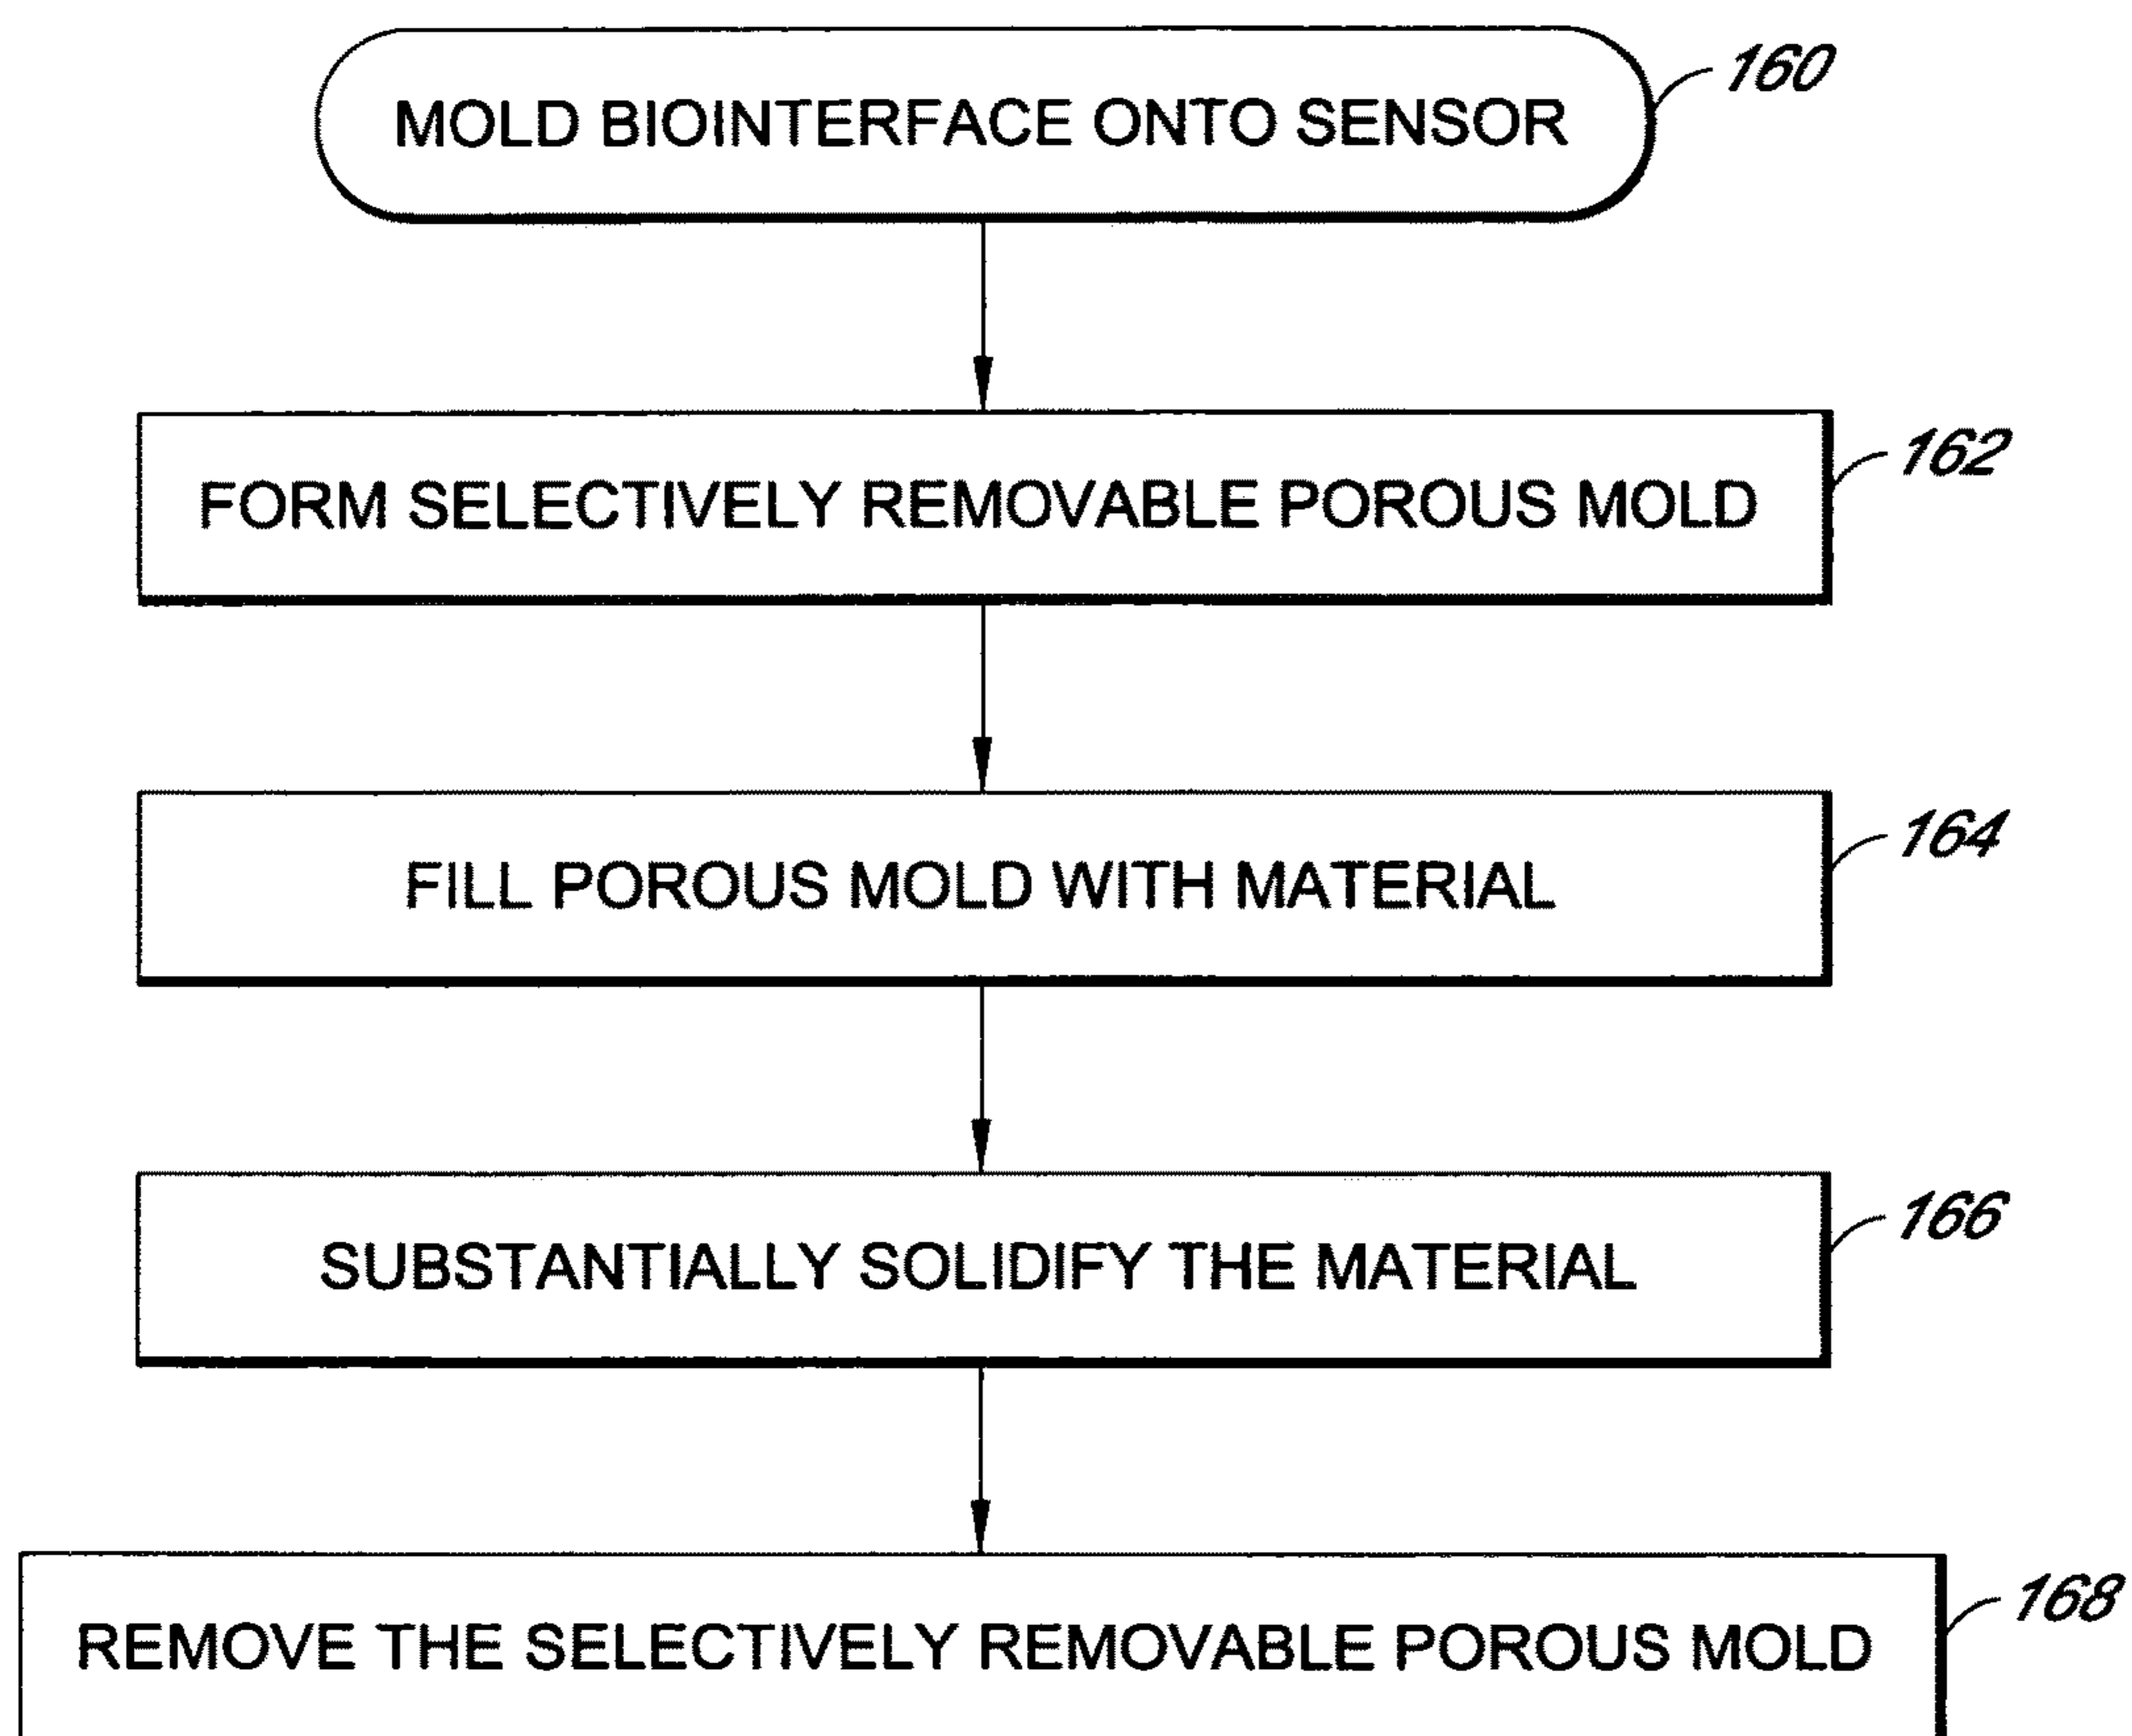 MOLD BIOINTERFACE ONTO SENSOR
160
FORM SELECTIVELY REMOVABLE POROUS MOLD
162
FILL POROUS MOLD WITH MATERIAL
164
SUBSTANTIALLY SOLIDIFY THE MATERIAL
166
REMOVE THE SELECTIVELY REMOVABLE POROUS MOLD
168